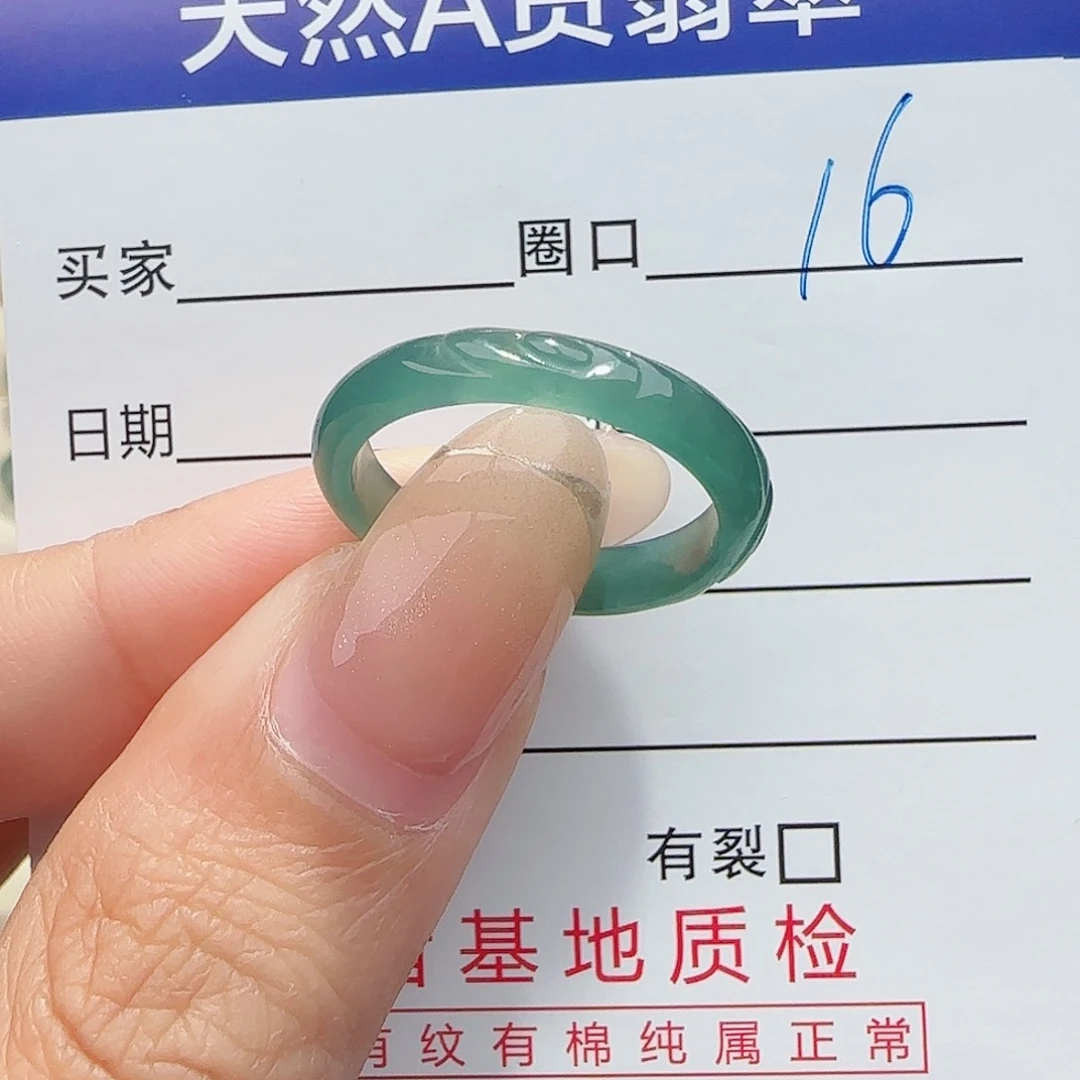 天然A货翡翠
买家 圈口 16
日期
有裂
基地质检
有纹有棉纯属正常